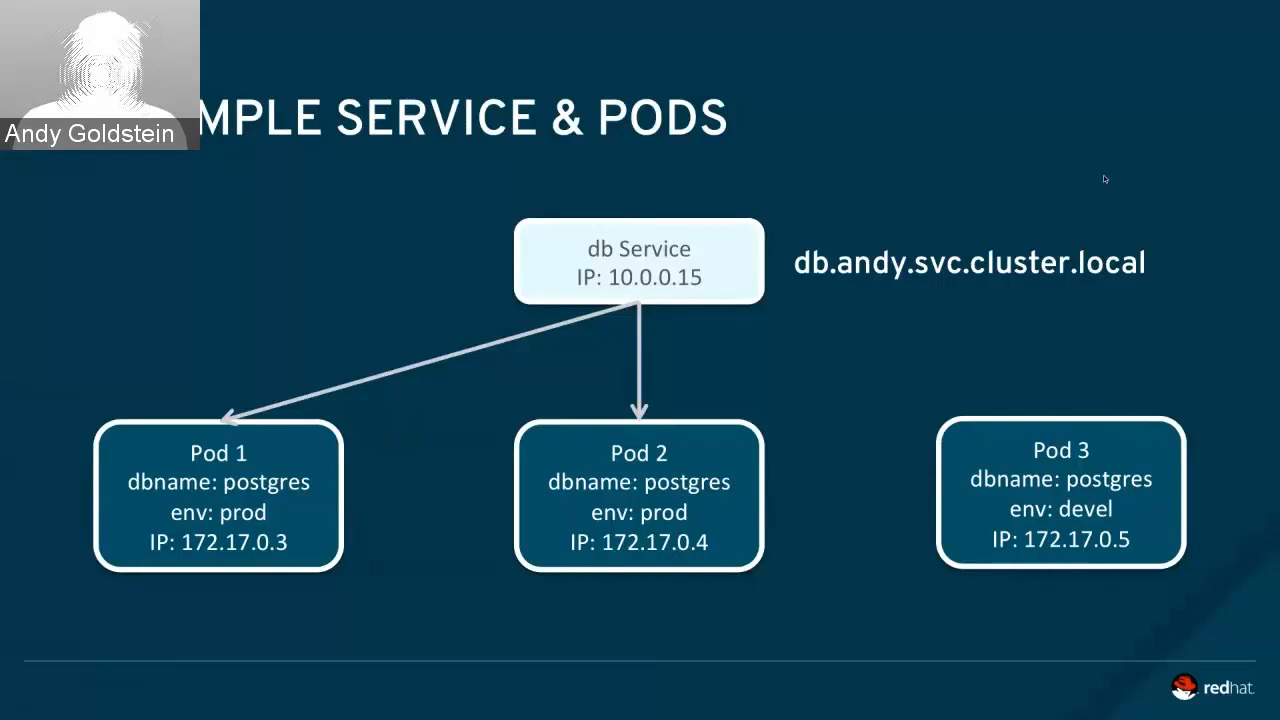 Andy Goldstein
MPLE SERVICE & PODS
db Service
IP: 10.0.0.15
db.andy.svc.cluster.local
Pod 1
dbname: postgres
env: prod
IP: 172.17.0.3
Pod 2
dbname: postgres
env: prod
IP: 172.17.0.4
Pod 3
dbname: postgres
env: devel
IP: 172.17.0.5
redhat.